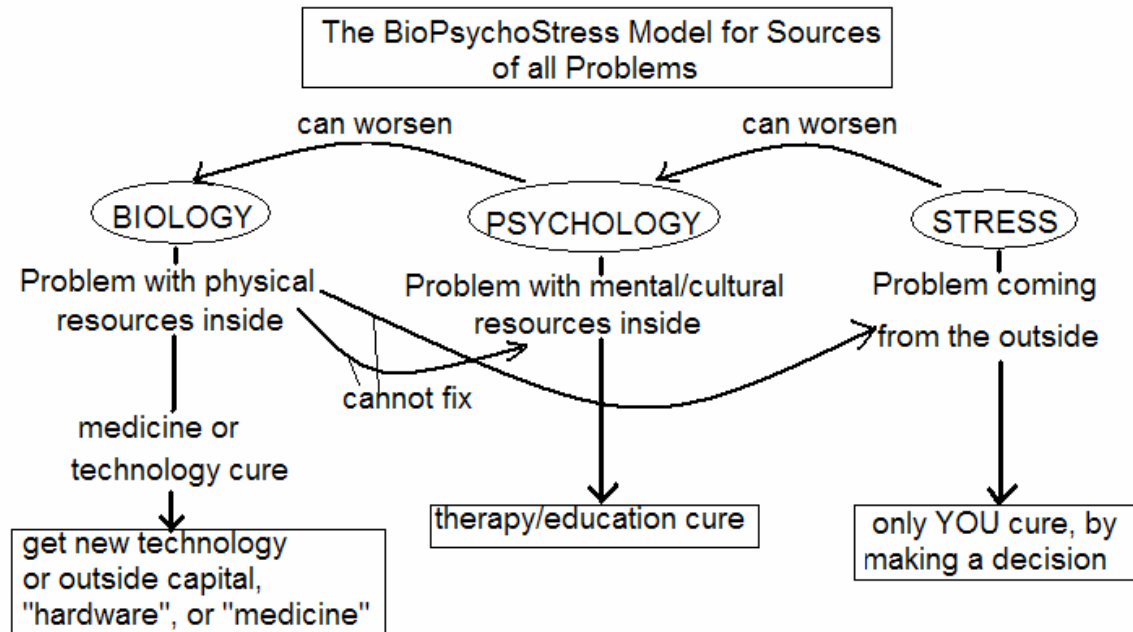 The BioPsychoStress Model for Sources
of all Problems
can worsen
can worsen
BIOLOGY
PSYCHOLOGY
STRESS
Problem with physical
resources inside
Problem with mental/cultural
resources inside
Problem coming
from the outside
cannot fix
medicine or
technology cure
get new technology
or outside capital,
"hardware", or "medicine"
therapy/education cure
only YOU cure, by
making a decision